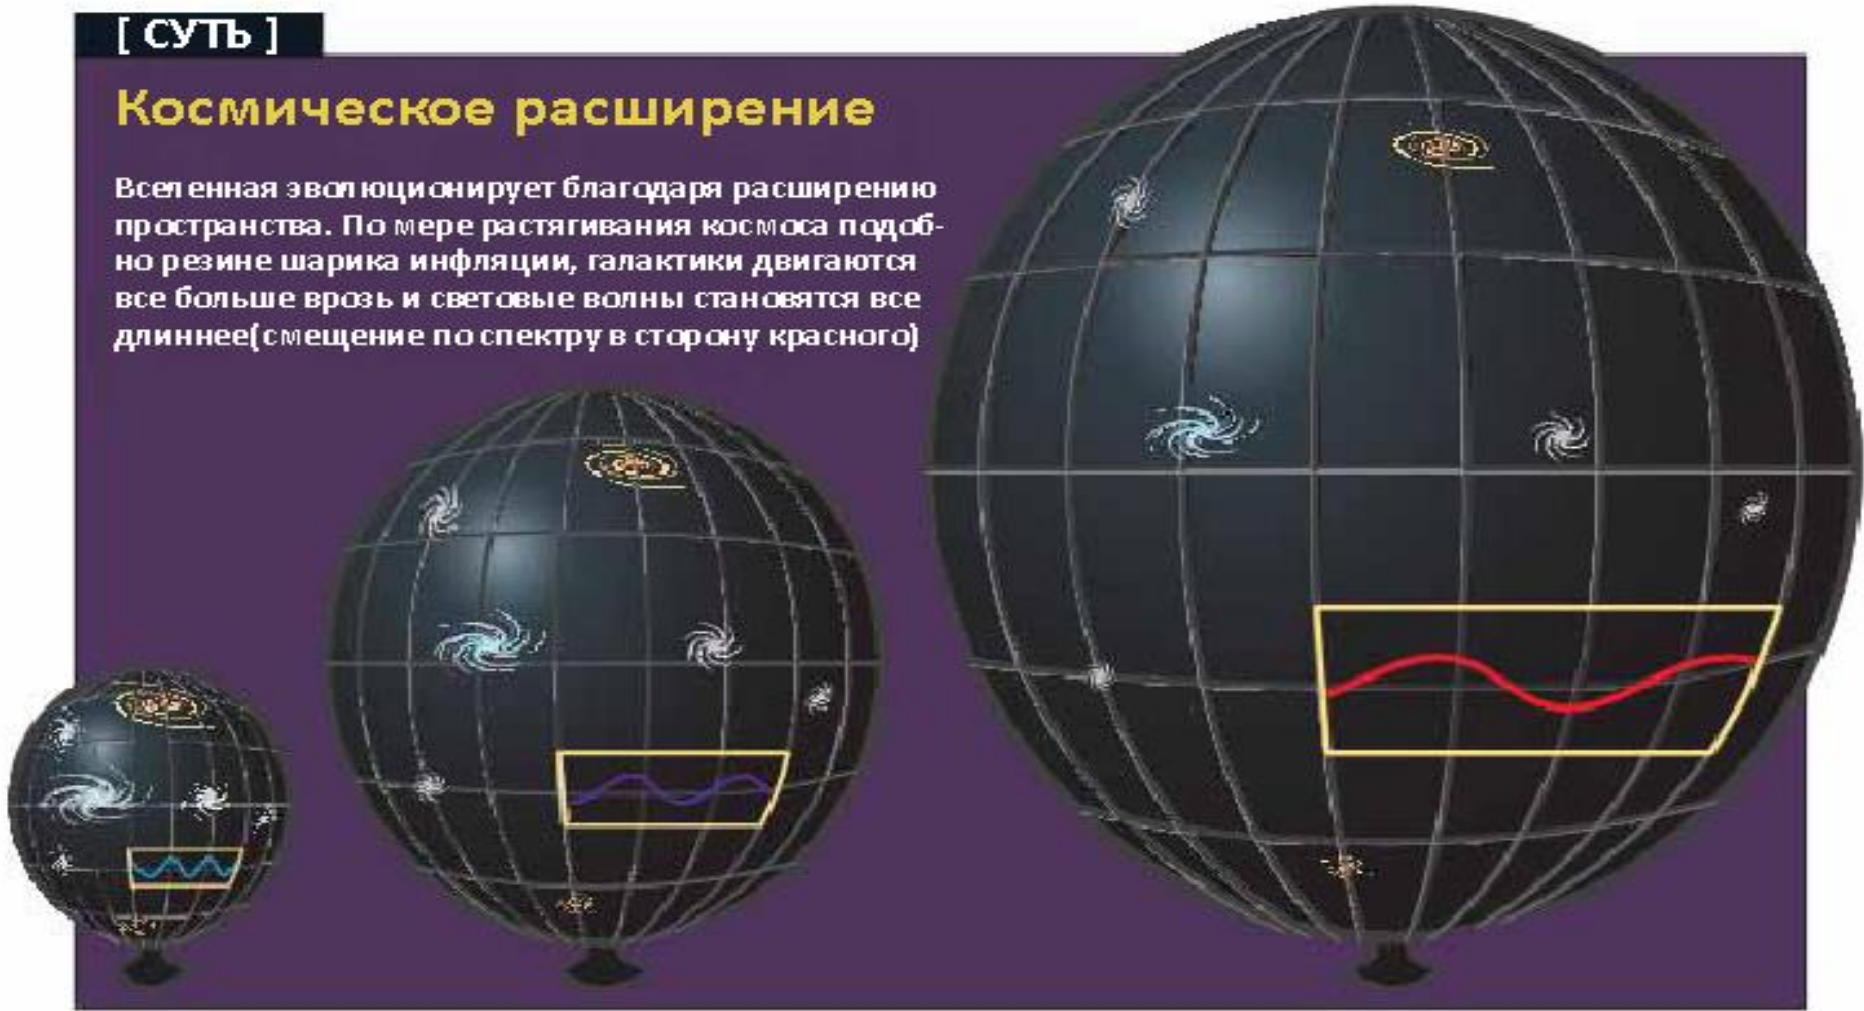 [ СУТЬ ]
Космическое расширение
Вселенная эволюционирует благодаря расширению
пространства. По мере растягивания космоса подоб-
но резине шарика инфляции, галактики двигаются
все больше врозь и световые волны становятся все
длиннее(смещение по спектру в сторону красного)